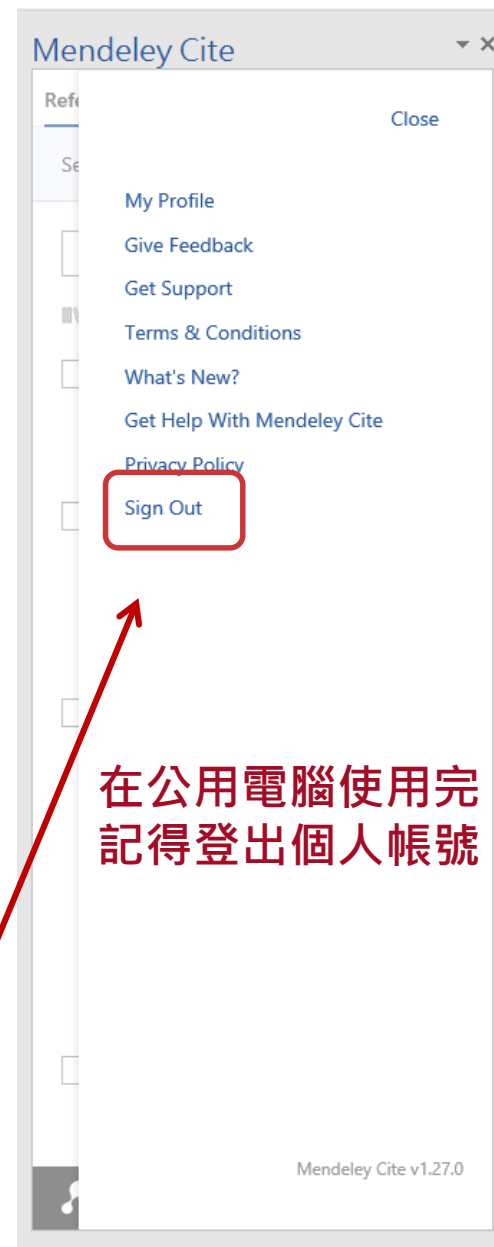 Mendeley Cite
Refe
Close
Se
My Profile
Give Feedback
Get Support
Terms & Conditions
What's New?
Get Help With Mendeley Cite
Privacy Policy
Sign Out
在公用電腦使用完
記得登出個人帳號
Mendeley Cite v1.27.0